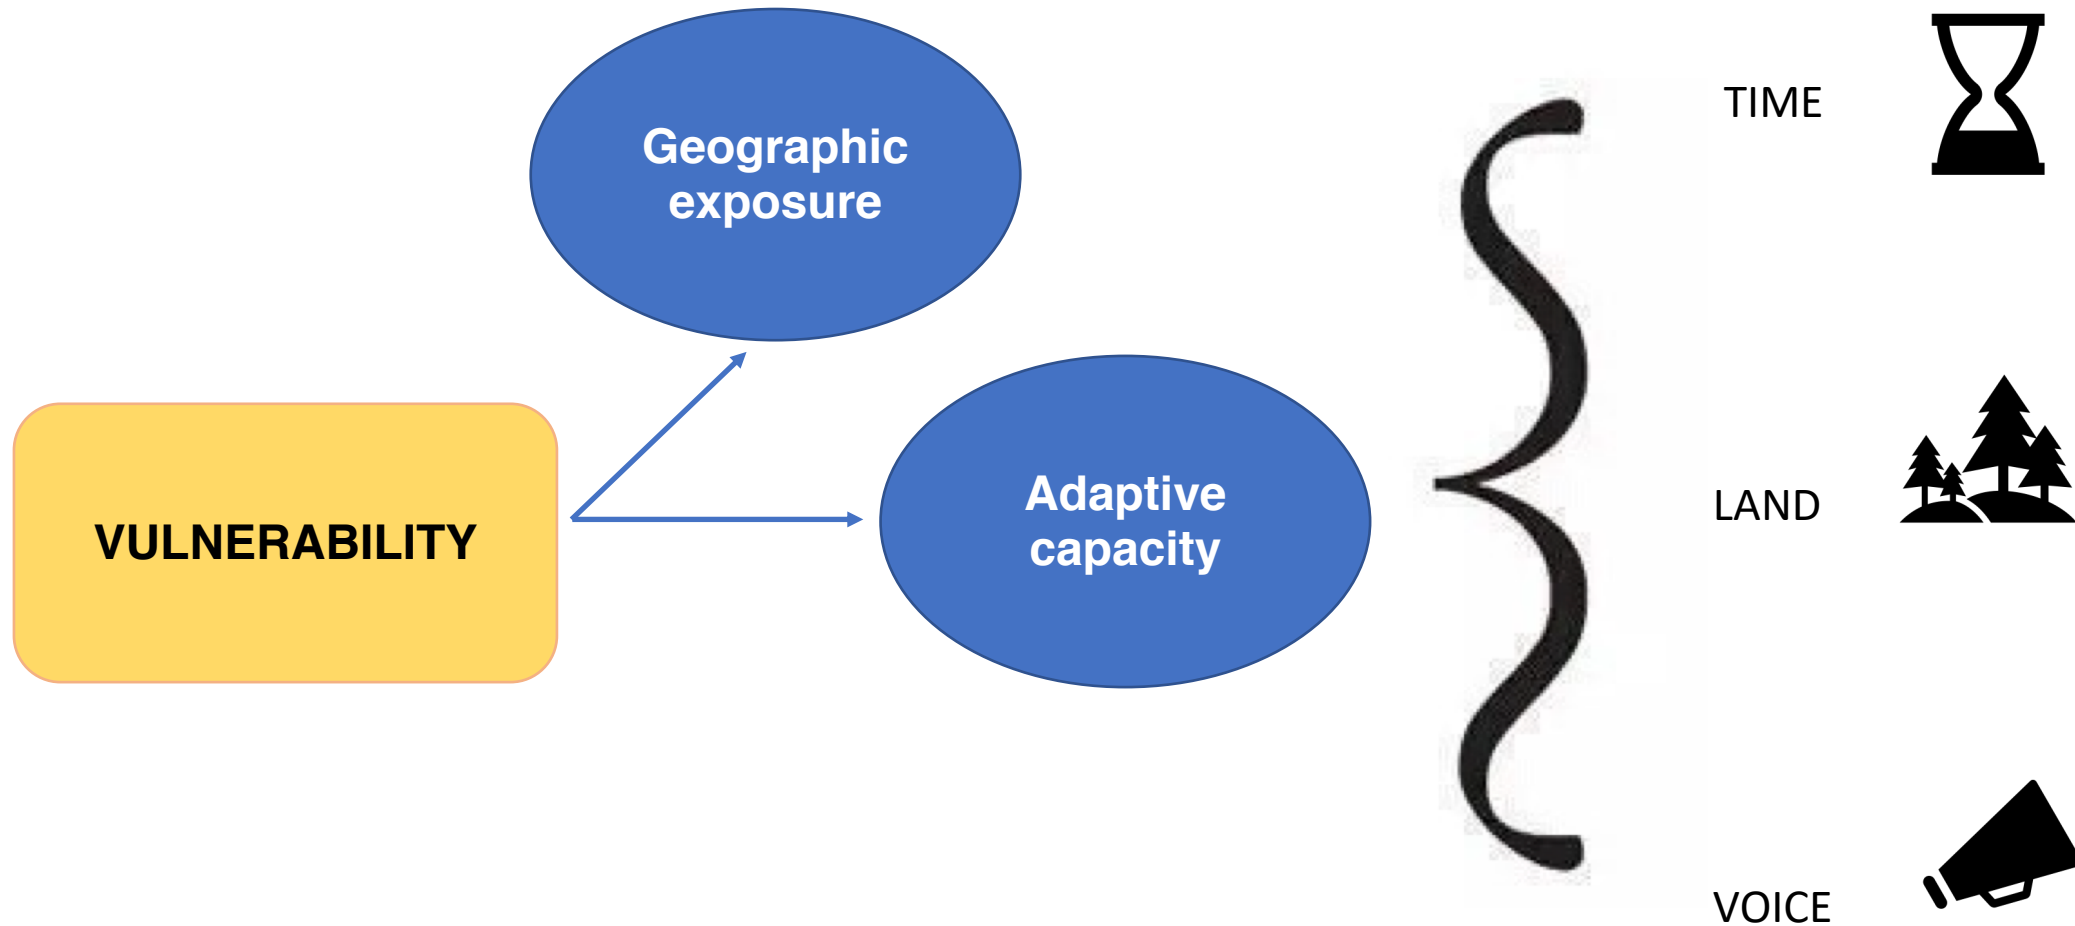 Geographic
exposure
VULNERABILITY
Adaptive
capacity
TIME
LAND
VOICE